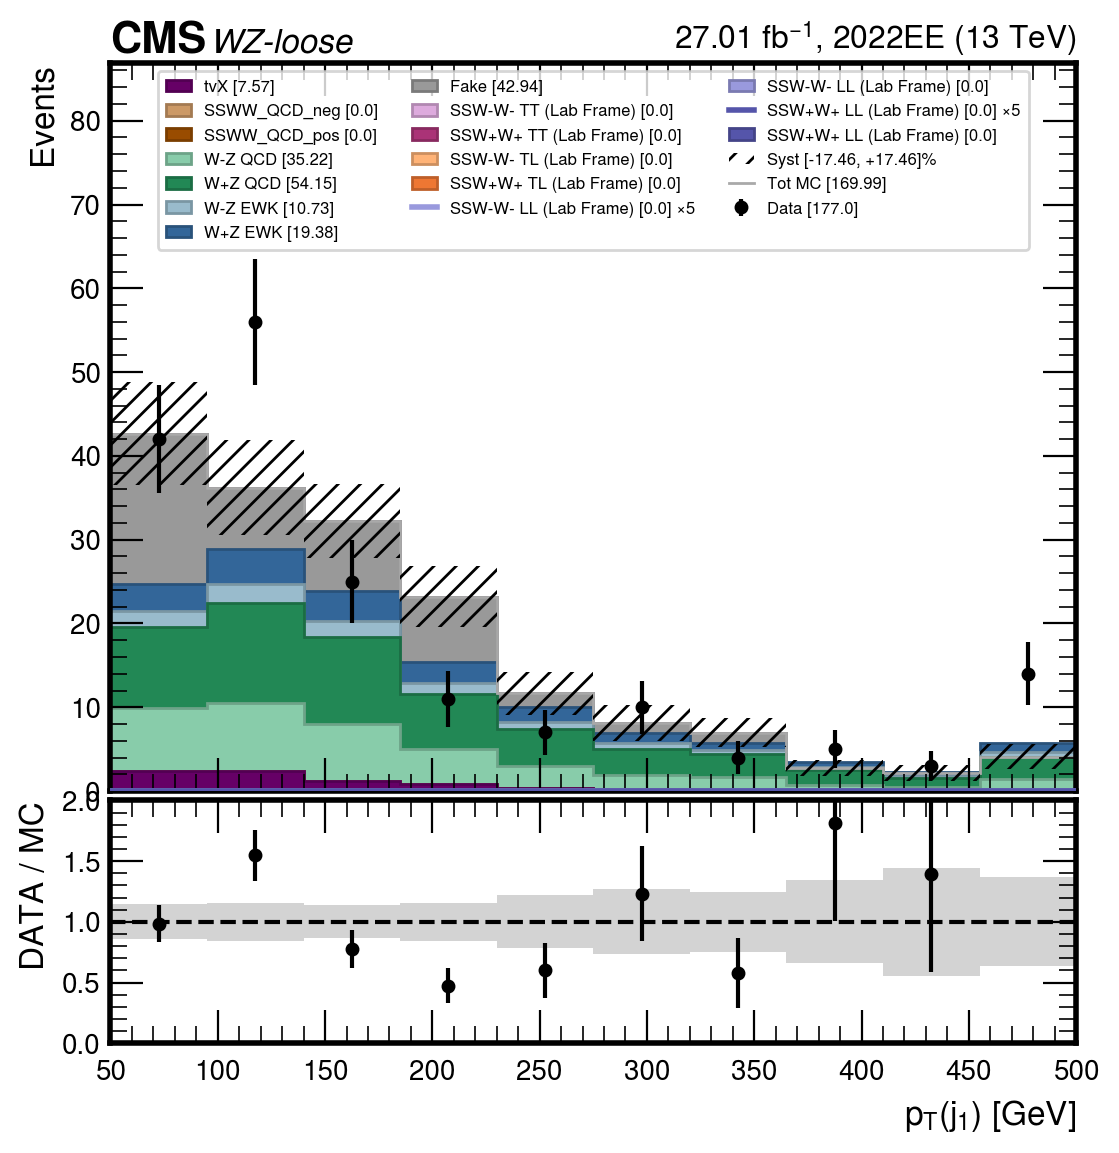 CMS WZ-loose
27.01 fb⁻¹, 2022EE (13 TeV)
Events
tvX [7.57]
SSWW_QCD_neg [0.0]
SSWW_QCD_pos [0.0]
W-Z QCD [35.22]
W+Z QCD [54.15]
W-Z EWK [10.73]
W+Z EWK [19.38]
Fake [42.94]
SSW-W- TT (Lab Frame) [0.0]
SSW+W+ TT (Lab Frame) [0.0]
SSW-W- TL (Lab Frame) [0.0]
SSW+W+ TL (Lab Frame) [0.0]
SSW-W- LL (Lab Frame) [0.0] ×5
SSW-W- LL (Lab Frame) [0.0]
SSW+W+ LL (Lab Frame) [0.0] ×5
SSW+W+ LL (Lab Frame) [0.0]
Syst [-17.46, +17.46]%
Tot MC [169.99]
Data [177.0]
80
70
60
50
40
30
20
10
0
DATA / MC
2.0
1.5
1.0
0.5
0.0
50 100 150 200 250 300 350 400 450 500
p_T(j_1) [GeV]